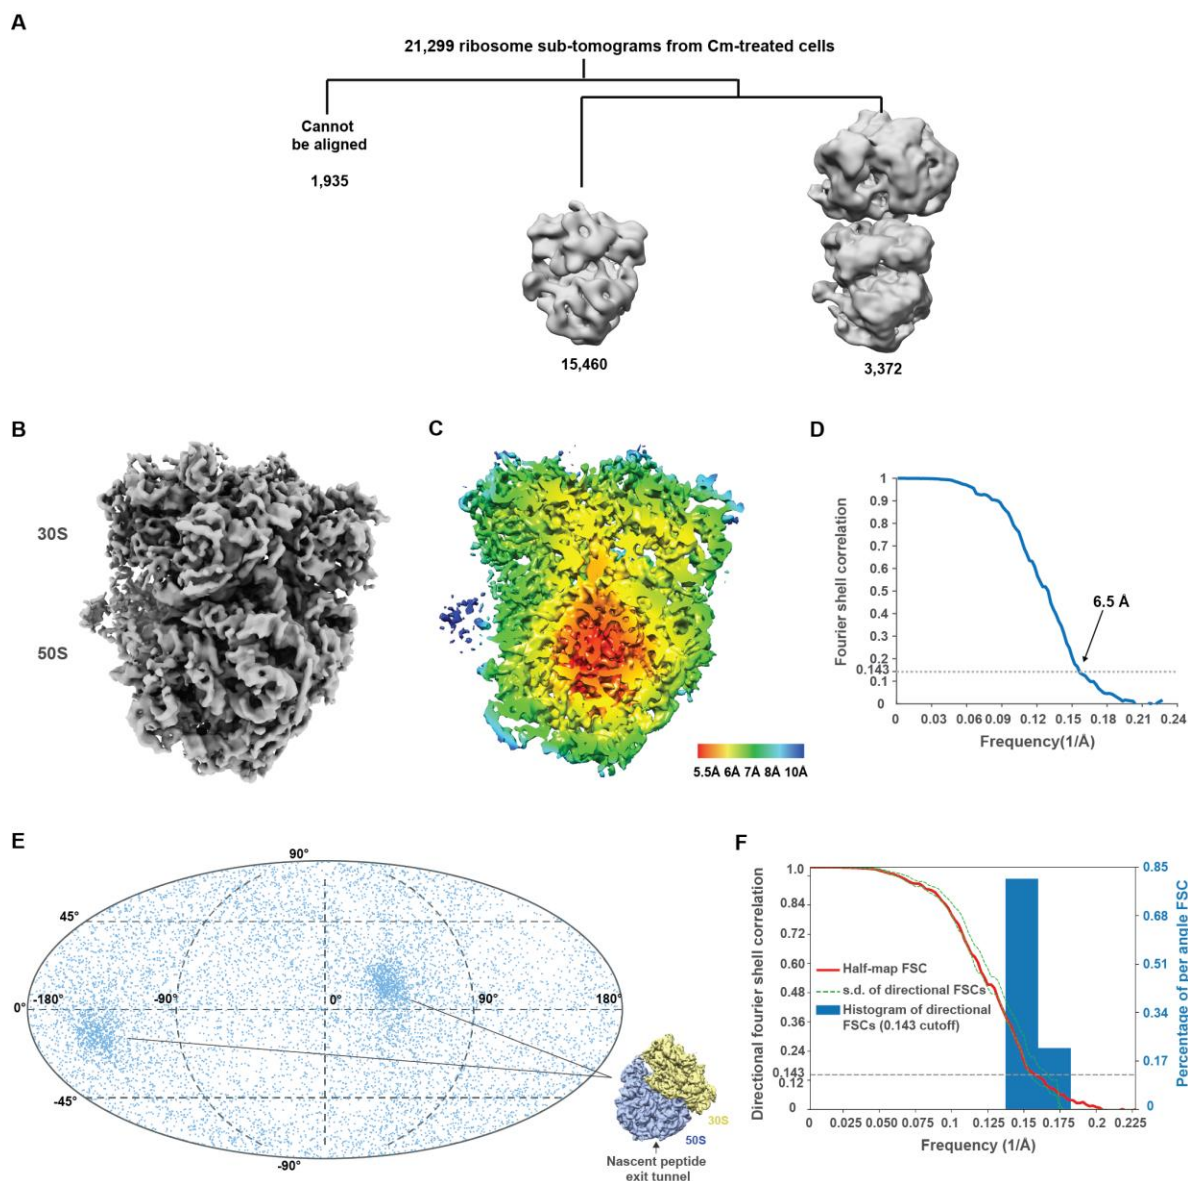 A
21,299 ribosome sub-tomograms from Cm-treated cells
Cannot
be aligned
1,935
15,460
3,372
B
30S
50S
C
5.5Å 6Å 7Å 8Å 10Å
D
Fourier shell correlation
1
0.9
0.8
0.7
0.6
0.5
0.4
0.3
0.2
0.143
0.1
0
6.5 Å
0 0.03 0.06 0.09 0.12 0.15 0.18 0.21 0.24
Frequency(1/Å)
E
90°
45°
0° -180° -90° 0° 90° 180°
-45°
-90°
30S
50S
Nascent peptide
exit tunnel
F
Directional fourier shell correlation
1.0
0.84
0.72
0.60
0.48
0.36
0.24
0.143
0.12
0
Half-map FSC
s.d. of directional FSCs
Histogram of directional
FSCs (0.143 cutoff)
0.85
0.68
0.51
0.34
0.17
0
Percentage of per angle FSC
0 0.025 0.050 0.075 0.1 0.125 0.150 0.175 0.2 0.225
Frequency (1/Å)